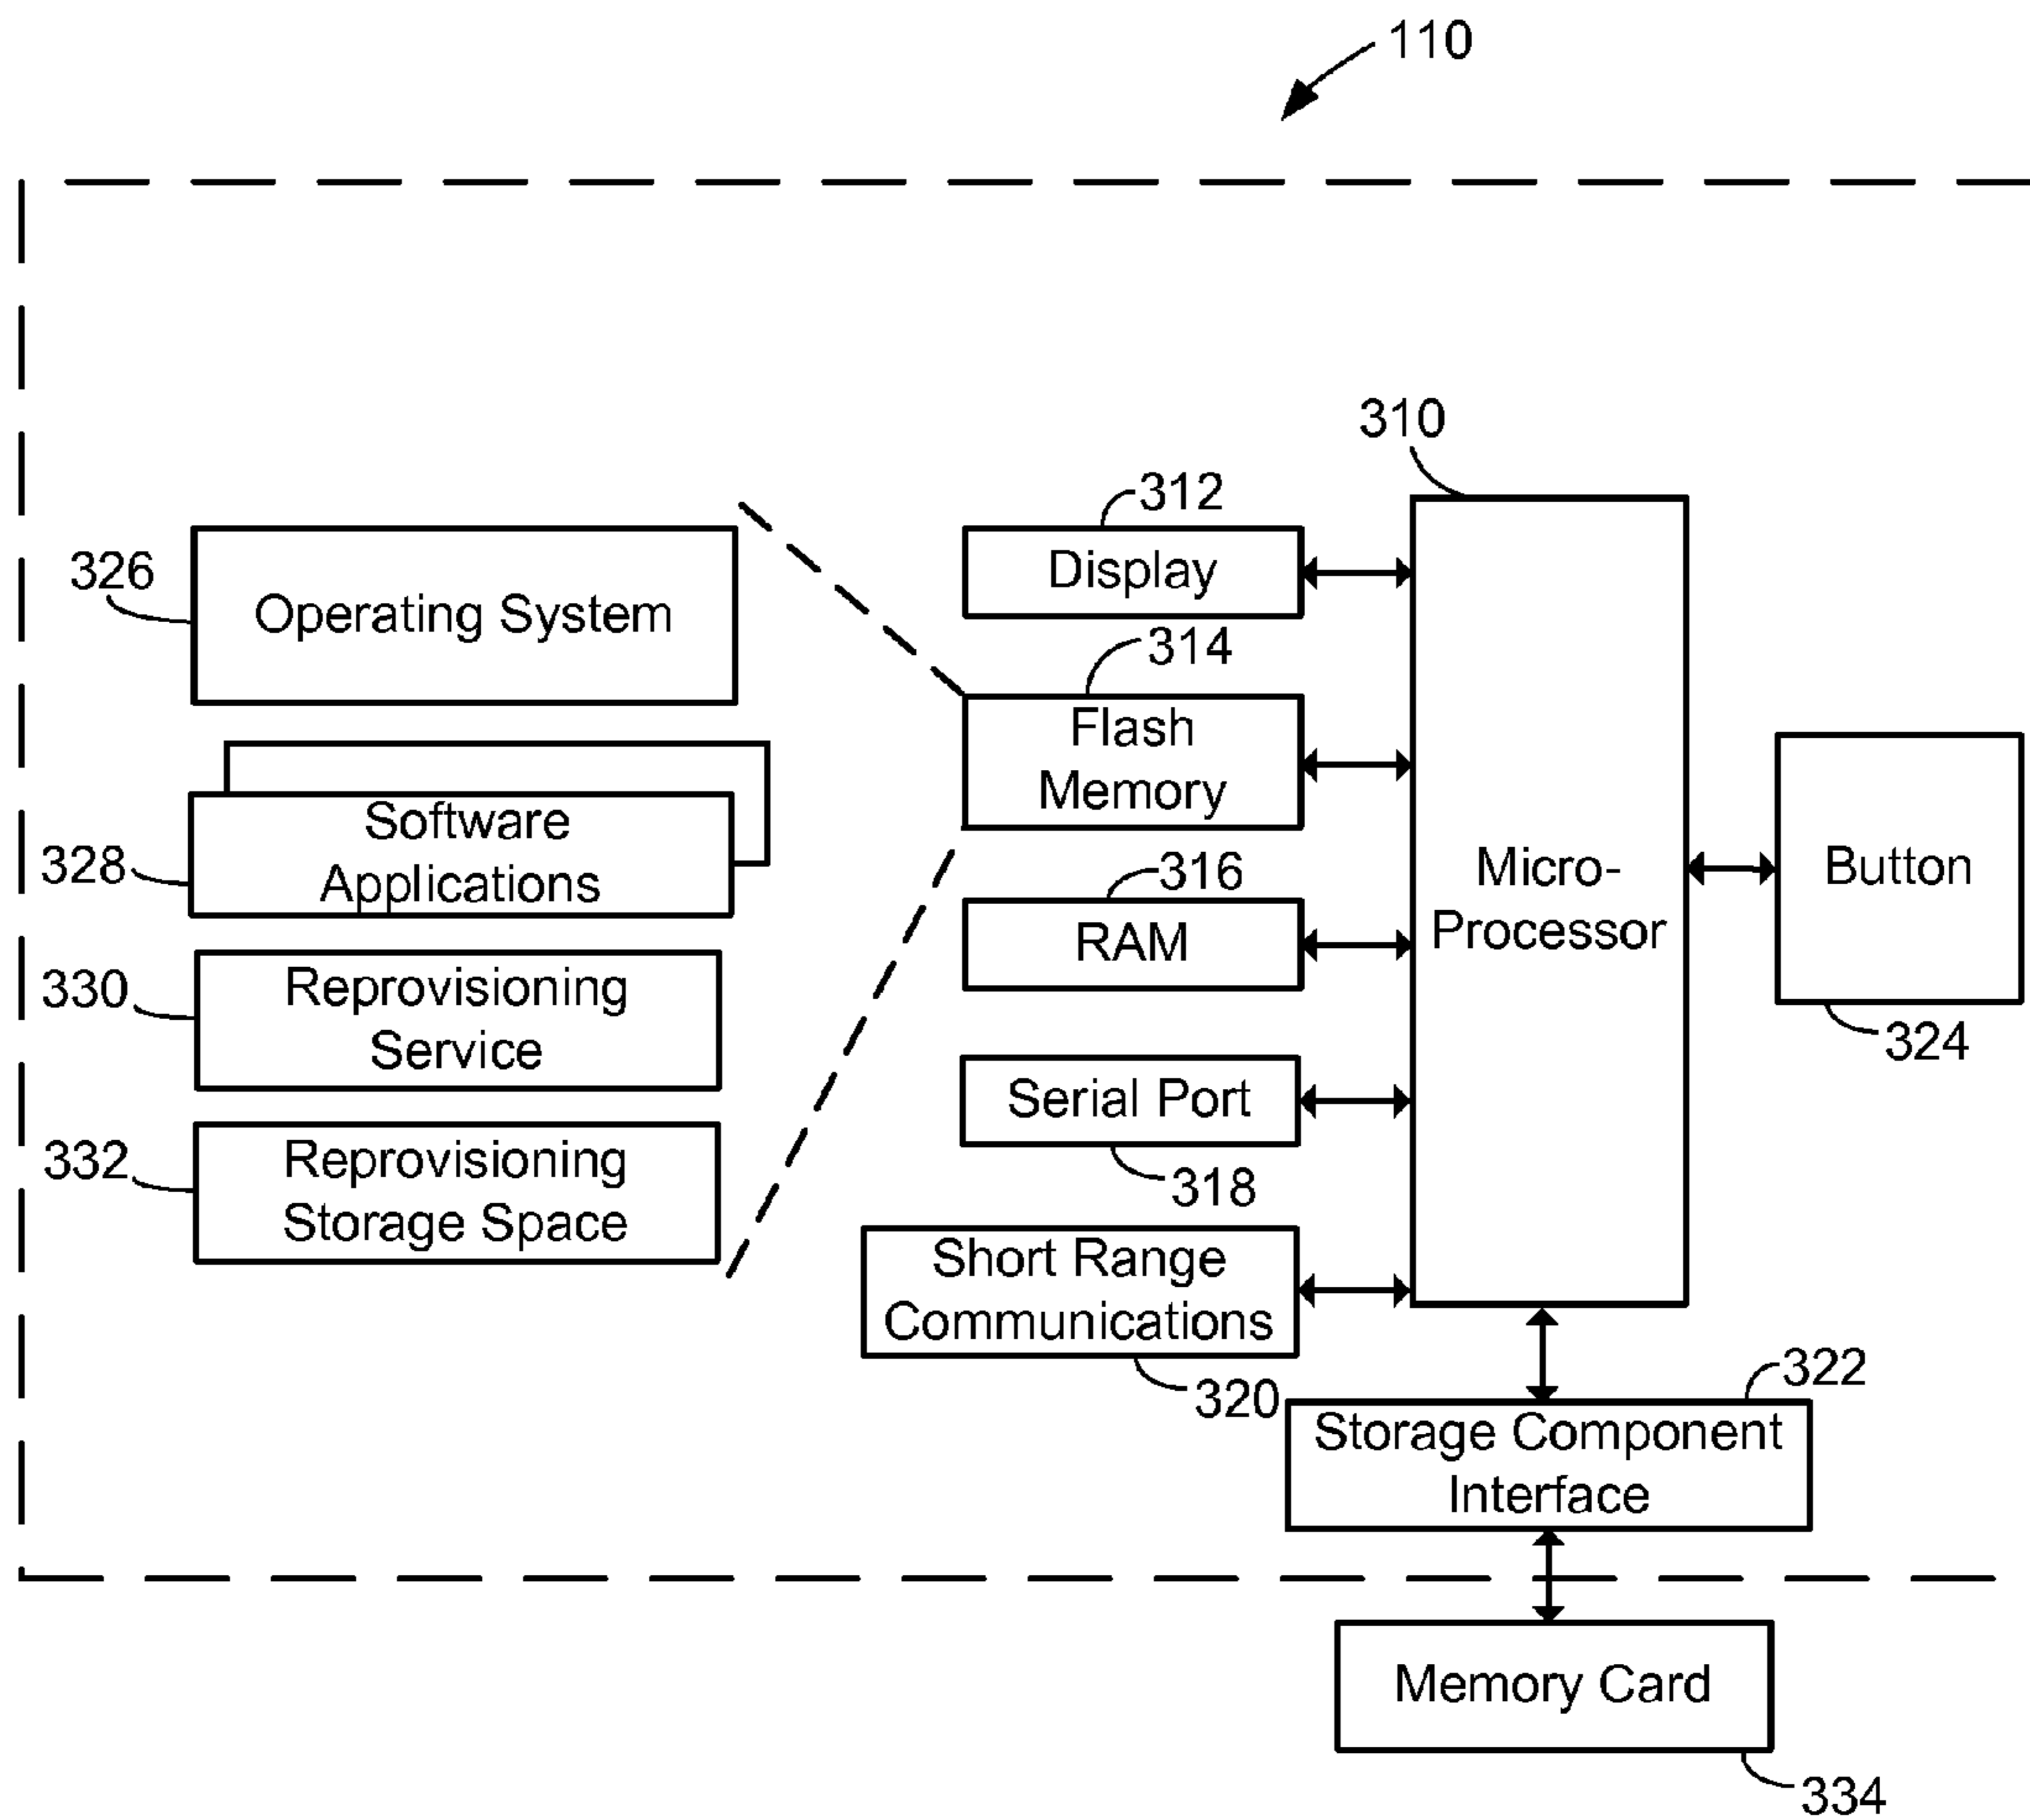 110
310
312
Display
326
Operating System
314
Flash
Memory
Software
Applications
328
316
RAM
Micro-
Processor
Button
324
330
Reprovisioning
Service
Serial Port
318
332
Reprovisioning
Storage Space
Short Range
Communications
320
322
Storage Component
Interface
Memory Card
334